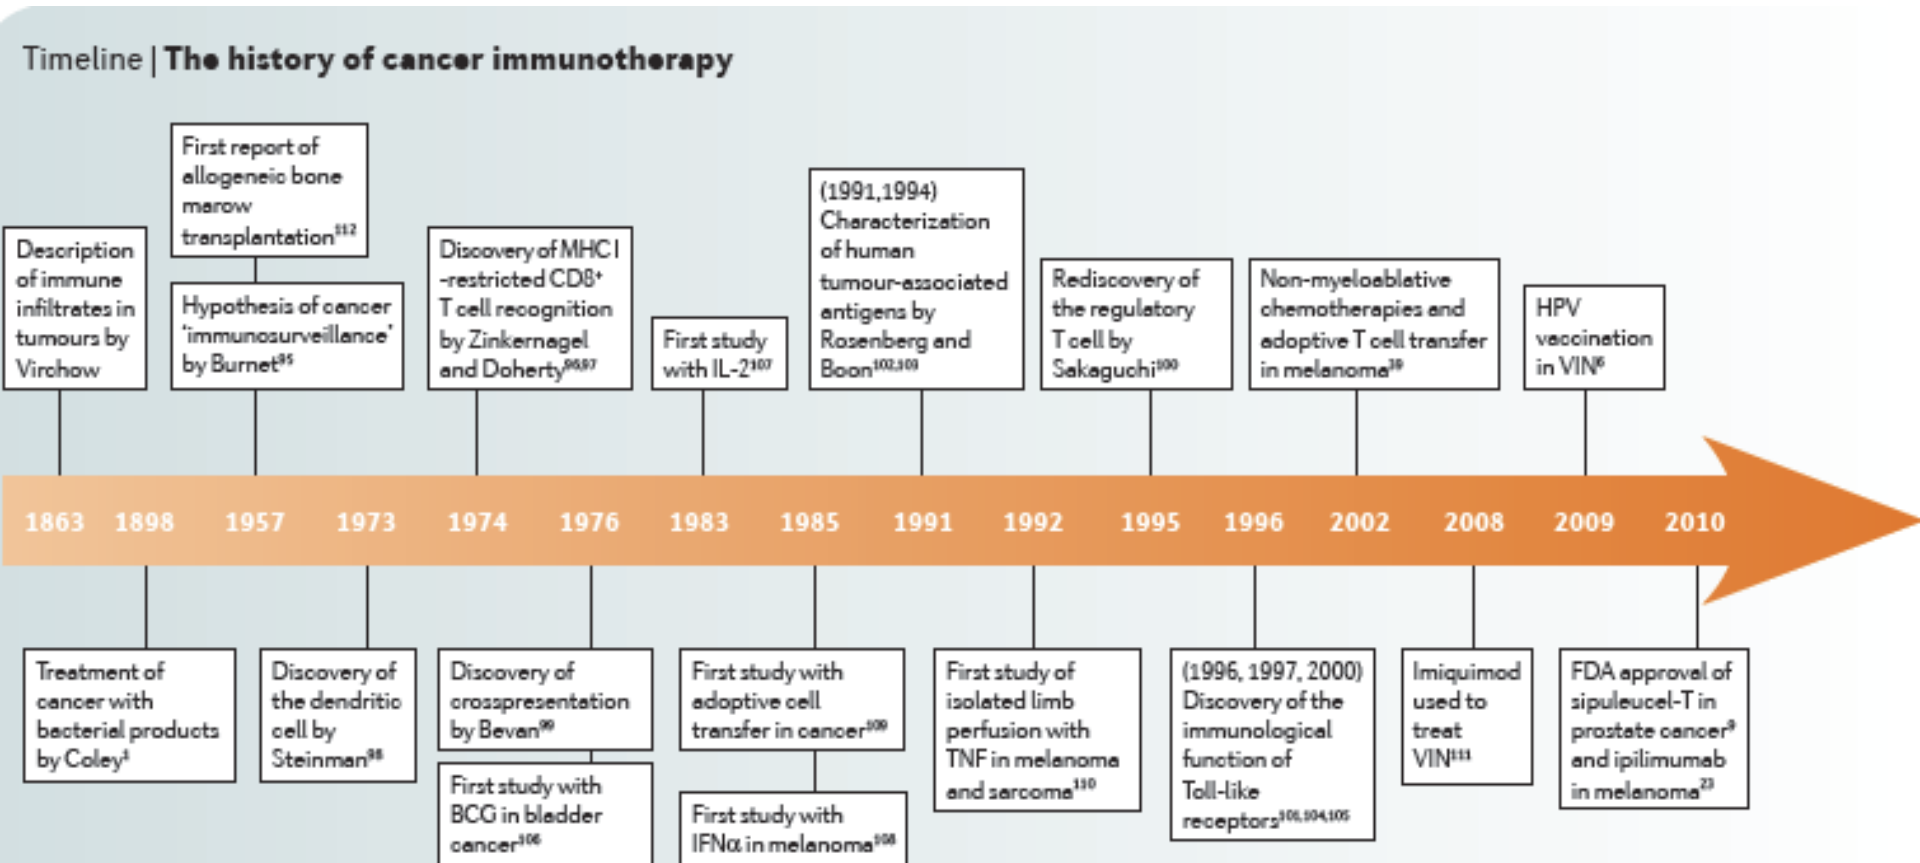 Timeline | The history of cancer immunotherapy
First report of
allogeneic bone
marow
transplantation¹¹²
Description
of immune
infiltrates in
tumours by
Virchow
Hypothesis of cancer
‘immunosurveillance’
by Burnet⁹⁵
Discovery of MHC I
-restricted CD8⁺
T cell recognition
by Zinkernagel
and Doherty⁹⁶,⁹⁷
First study
with IL-2¹⁰⁷
(1991,1994)
Characterization
of human
tumour-associated
antigens by
Rosenberg and
Boon¹⁰²,¹⁰³
Rediscovery of
the regulatory
T cell by
Sakaguchi¹⁰⁰
Non-myeloablative
chemotherapies and
adoptive T cell transfer
in melanoma³⁹
HPV
vaccination
in VIN⁶
1863 1898 1957 1973 1974 1976 1983 1985 1991 1992 1995 1996 2002 2008 2009 2010
Treatment of
cancer with
bacterial products
by Coley¹
Discovery of
the dendritic
cell by
Steinman⁹⁸
Discovery of
crosspresentation
by Bevan⁹⁹
First study with
BCG in bladder
cancer¹⁰⁶
First study with
adoptive cell
transfer in cancer¹⁰⁹
First study with
IFNα in melanoma¹⁰⁸
First study of
isolated limb
perfusion with
TNF in melanoma
and sarcoma¹¹⁰
(1996, 1997, 2000)
Discovery of the
immunological
function of
Toll-like
receptors¹⁰¹,¹⁰⁴,¹⁰⁵
Imiquimod
used to
treat
VIN¹¹¹
FDA approval of
sipuleucel-T in
prostate cancer⁹
and ipilimumab
in melanoma²³